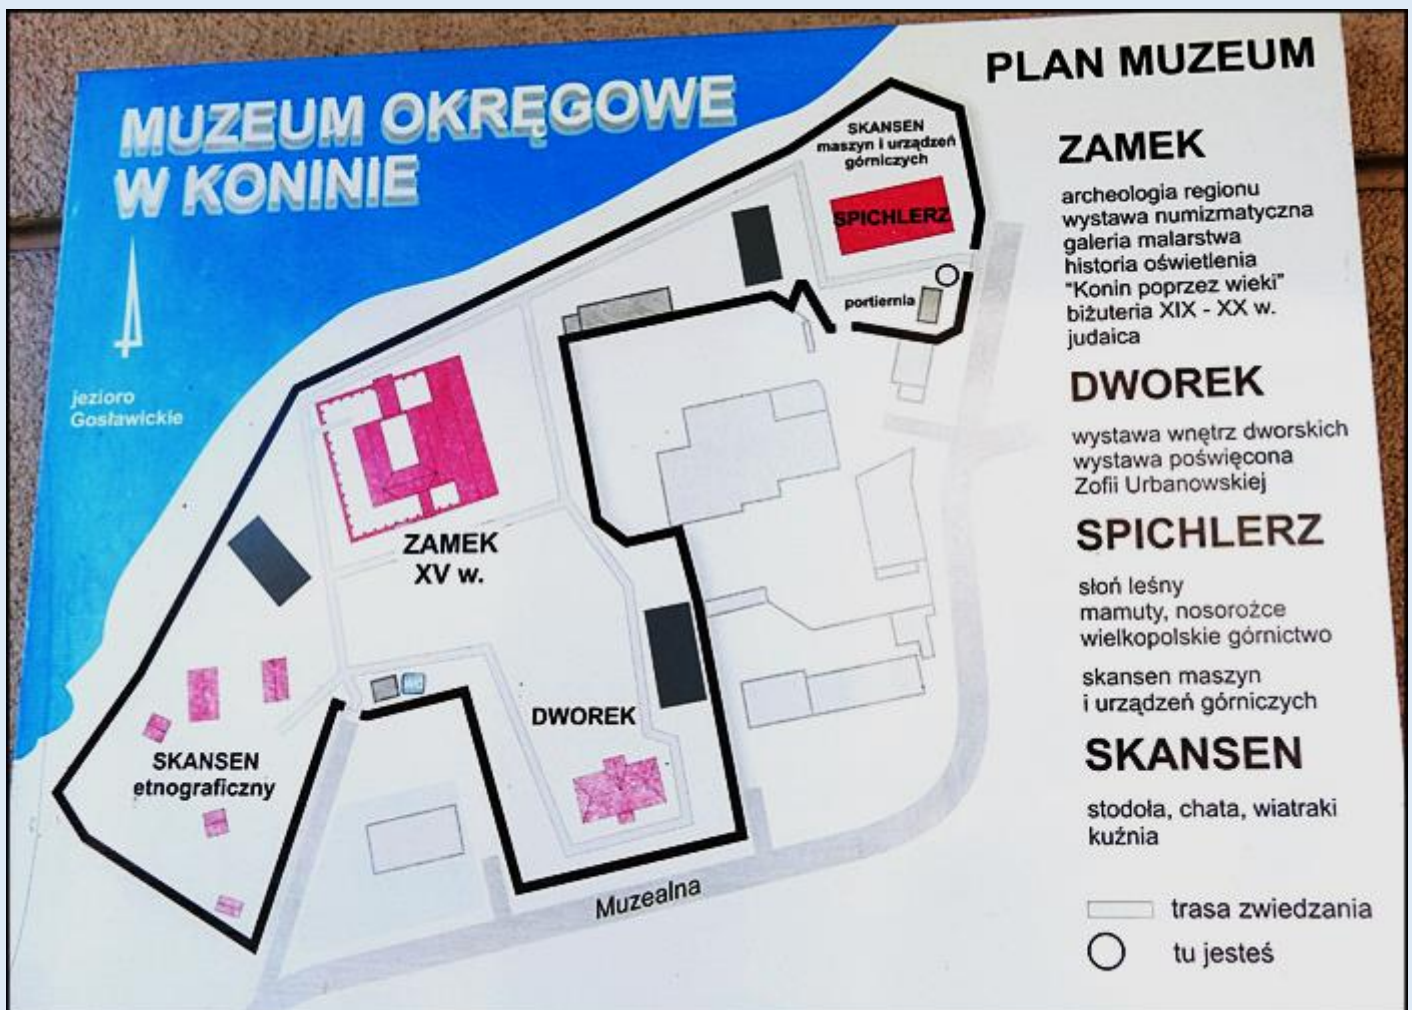 MUZEUM OKRĘGOWE
W KONINIE
jezioro
Gosławickie
SKANSEN
maszyn i urządzeń
górniczych
SPICHLERZ
portiernia
ZAMEK
XV w.
DWOREK
SKANSEN
etnograficzny
Muzealna
PLAN MUZEUM
ZAMEK
archeologia regionu
wystawa numizmatyczna
galeria malarstwa
historia oświetlenia
"Konin poprzez wieki"
biżuteria XIX - XX w.
judaica
DWOREK
wystawa wnętrz dworskich
wystawa poświęcona
Zofii Urbanowskiej
SPICHLERZ
słoń leśny
mamuty, nosorożce
wielkopolskie górnictwo
skansen maszyn
i urządzeń górniczych
SKANSEN
stodoła, chata, wiatraki
kuźnia
trasa zwiedzania
tu jesteś